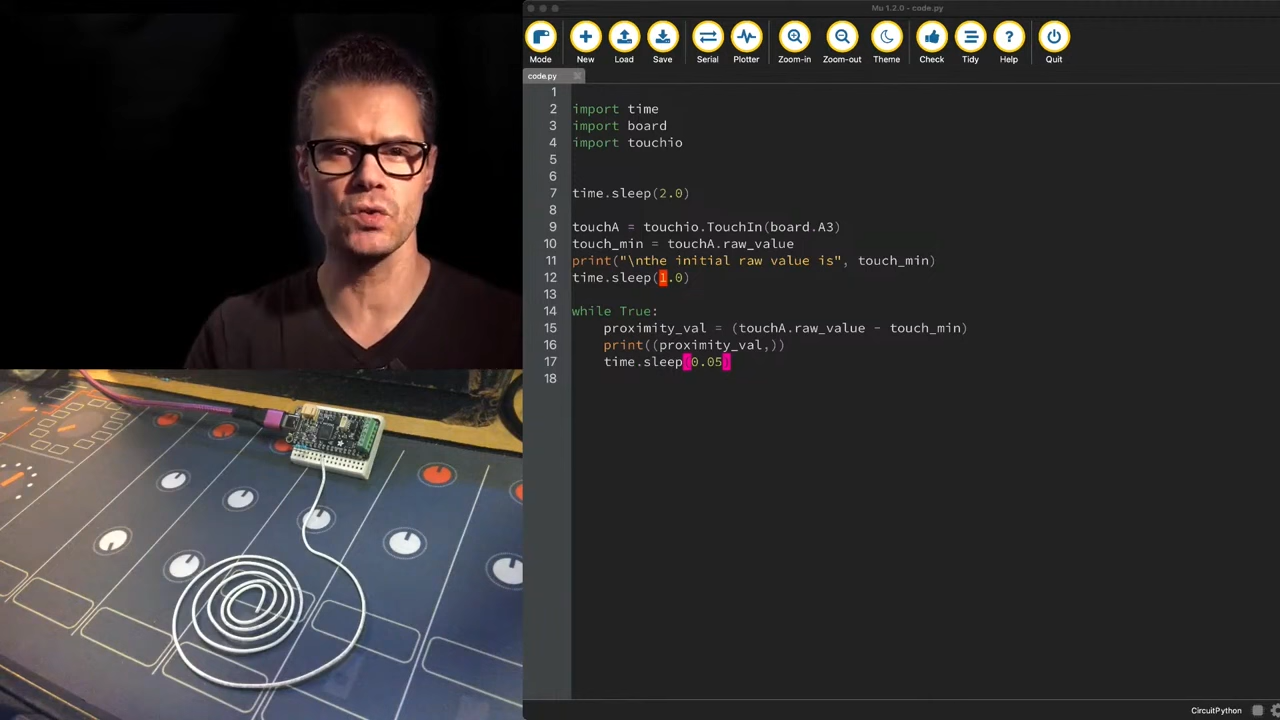 Mu 1.2.0 - code.py
Mode New Load Save Serial Plotter Zoom-in Zoom-out Theme Check Tidy Help Quit
code.py
1
2 import time
3 import board
4 import touchio
5
6
7 time.sleep(2.0)
8
9 touchA = touchio.TouchIn(board.A3)
10 touch_min = touchA.raw_value
11 print("\nthe initial raw value is", touch_min)
12 time.sleep(1.0)
13
14 while True:
15 proximity_val = (touchA.raw_value - touch_min)
16 print((proximity_val,))
17 time.sleep(0.05)
18
CircuitPython